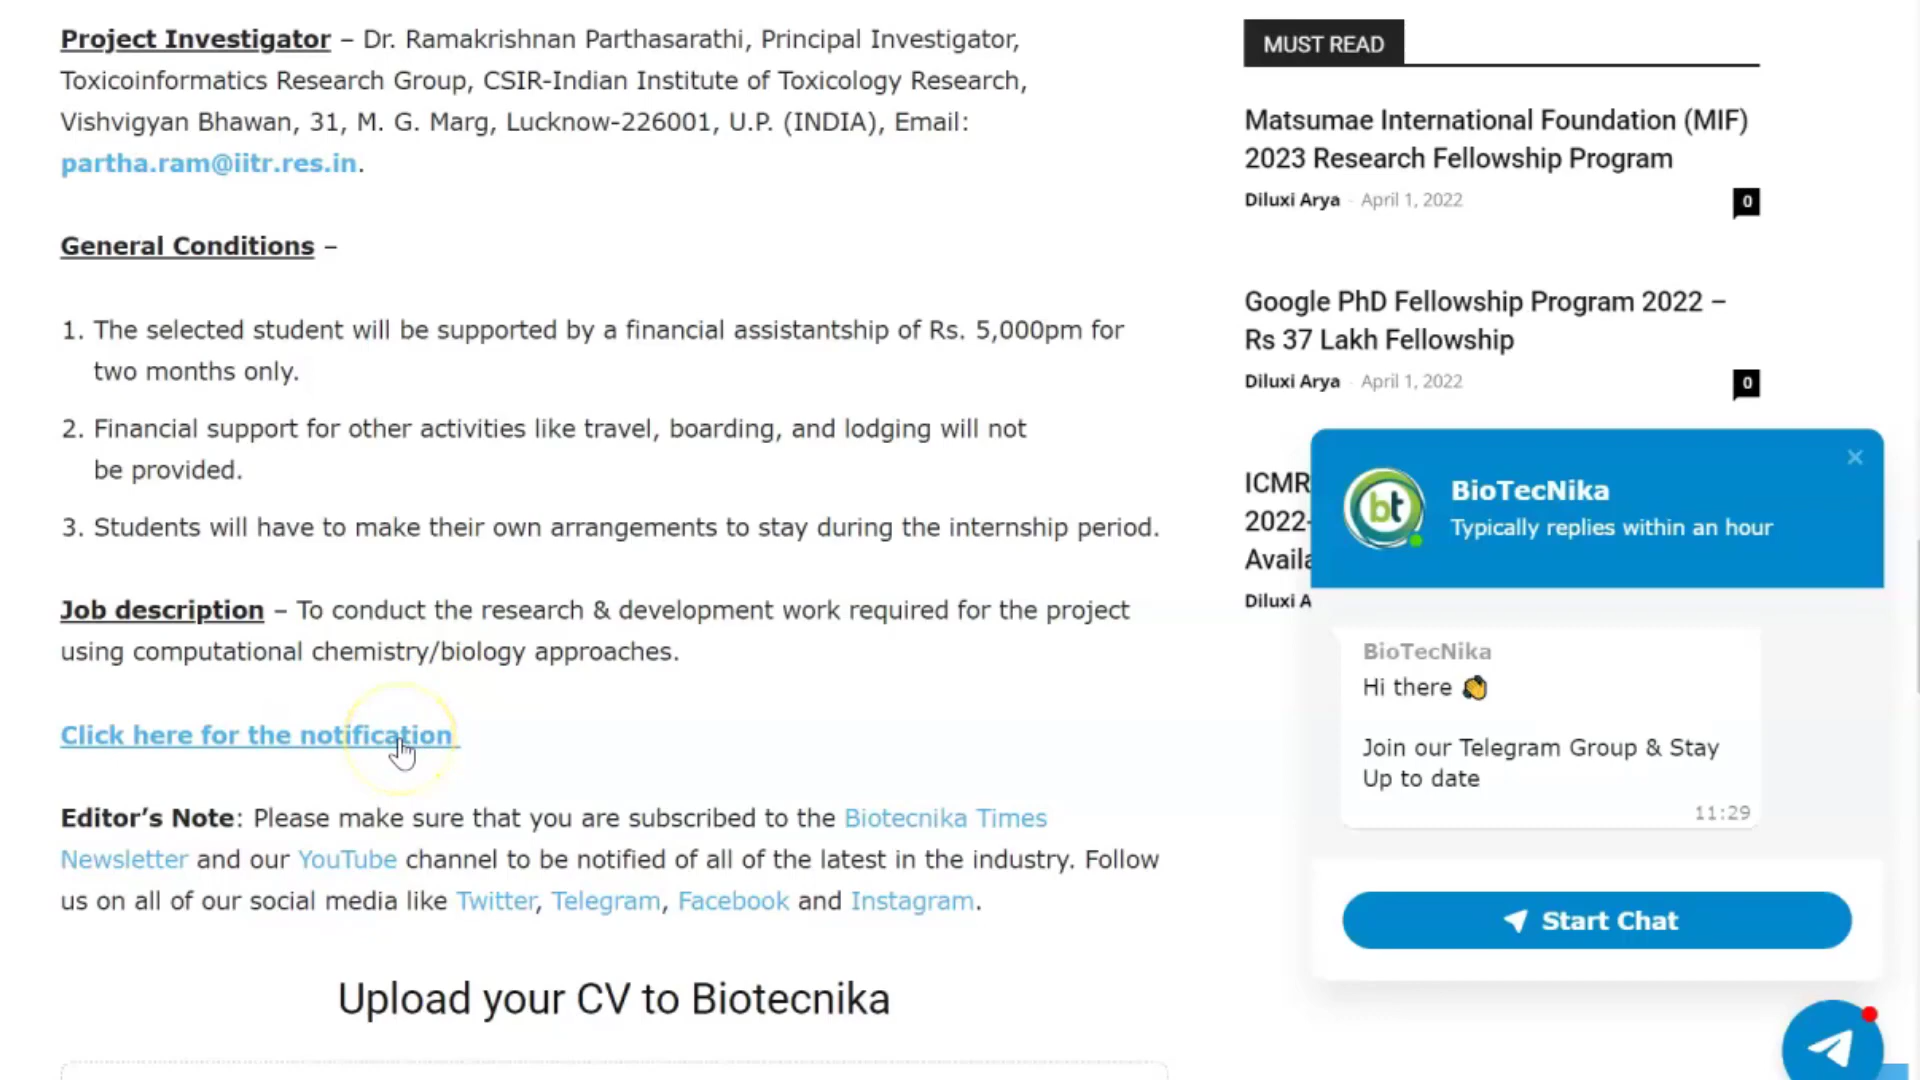 Project Investigator – Dr. Ramakrishnan Parthasarathi, Principal Investigator,
Toxicoinformatics Research Group, CSIR-Indian Institute of Toxicology Research,
Vishvigyan Bhawan, 31, M. G. Marg, Lucknow-226001, U.P. (INDIA), Email:
partha.ram@iitr.res.in.
General Conditions –
1. The selected student will be supported by a financial assistantship of Rs. 5,000pm for
two months only.
2. Financial support for other activities like travel, boarding, and lodging will not
be provided.
3. Students will have to make their own arrangements to stay during the internship period.
Job description – To conduct the research & development work required for the project
using computational chemistry/biology approaches.
Click here for the notification
Editor’s Note: Please make sure that you are subscribed to the Biotecnika Times
Newsletter and our YouTube channel to be notified of all of the latest in the industry. Follow
us on all of our social media like Twitter, Telegram, Facebook and Instagram.
Upload your CV to Biotecnika
MUST READ
Matsumae International Foundation (MIF)
2023 Research Fellowship Program
Diluxi Arya - April 1, 2022
0
Google PhD Fellowship Program 2022 –
Rs 37 Lakh Fellowship
Diluxi Arya - April 1, 2022
0
ICMR
2022-
Availa
Diluxi A
bt
BioTecNika
Typically replies within an hour
BioTecNika
Hi there 👋
Join our Telegram Group & Stay
Up to date
11:29
Start Chat